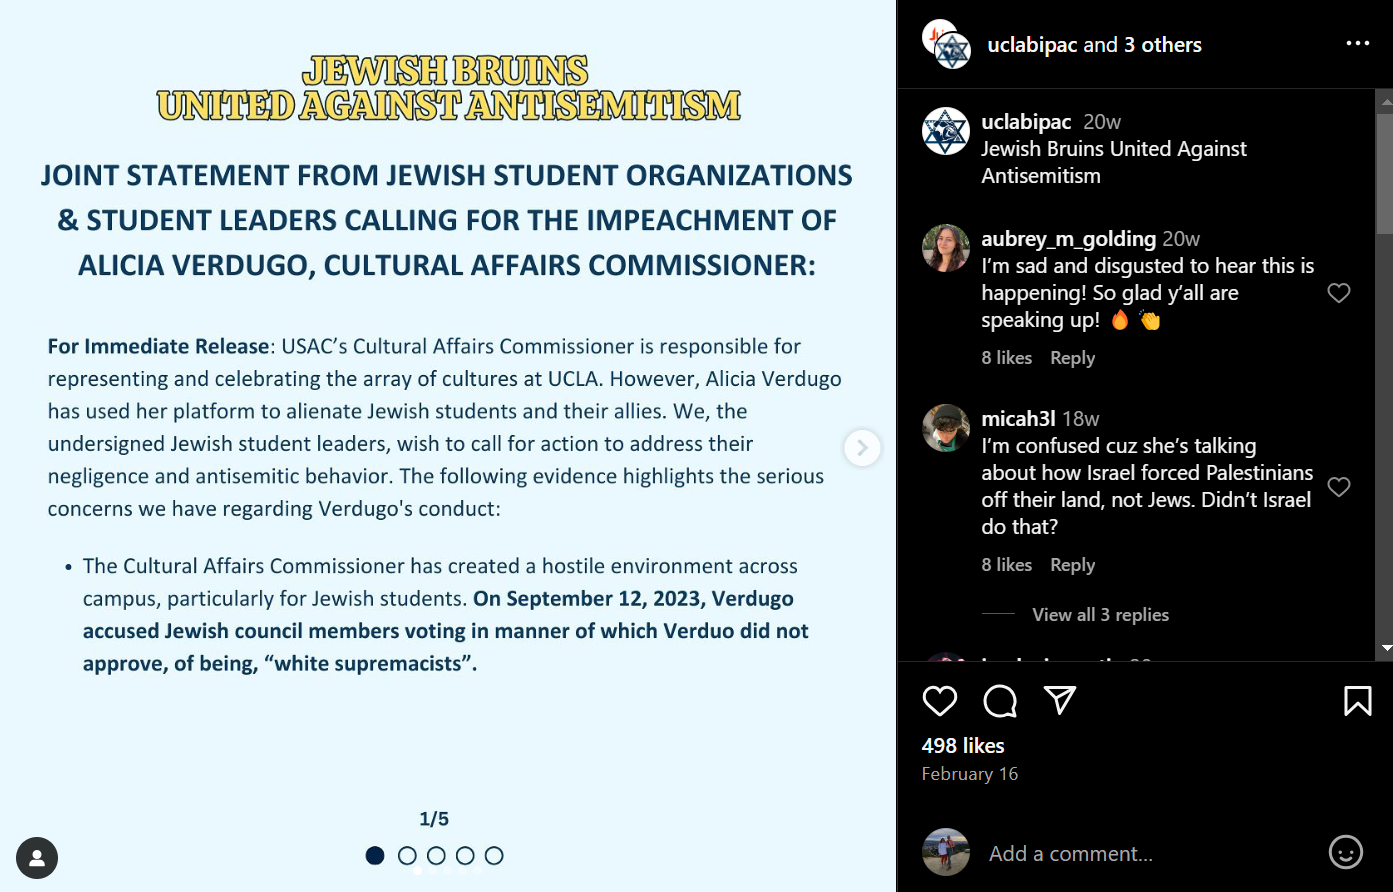 JEWISH BRUINS
UNITED AGAINST ANTISEMITISM
JOINT STATEMENT FROM JEWISH STUDENT ORGANIZATIONS
& STUDENT LEADERS CALLING FOR THE IMPEACHMENT OF
ALICIA VERDUGO, CULTURAL AFFAIRS COMMISSIONER:
For Immediate Release: USAC’s Cultural Affairs Commissioner is responsible for
representing and celebrating the array of cultures at UCLA. However, Alicia Verdugo
has used her platform to alienate Jewish students and their allies. We, the
undersigned Jewish student leaders, wish to call for action to address their
negligence and antisemitic behavior. The following evidence highlights the serious
concerns we have regarding Verdugo's conduct:
• The Cultural Affairs Commissioner has created a hostile environment across
campus, particularly for Jewish students. On September 12, 2023, Verdugo
accused Jewish council members voting in manner of which Verduo did not
approve, of being, “white supremacists”.
1/5
uclabipac and 3 others
uclabipac 20w
Jewish Bruins United Against
Antisemitism
aubrey_m_golding 20w
I’m sad and disgusted to hear this is
happening! So glad y’all are
speaking up! 🔥 👏
8 likes Reply
micah3l 18w
I’m confused cuz she’s talking
about how Israel forced Palestinians
off their land, not Jews. Didn’t Israel
do that?
8 likes Reply
View all 3 replies
498 likes
February 16
Add a comment...